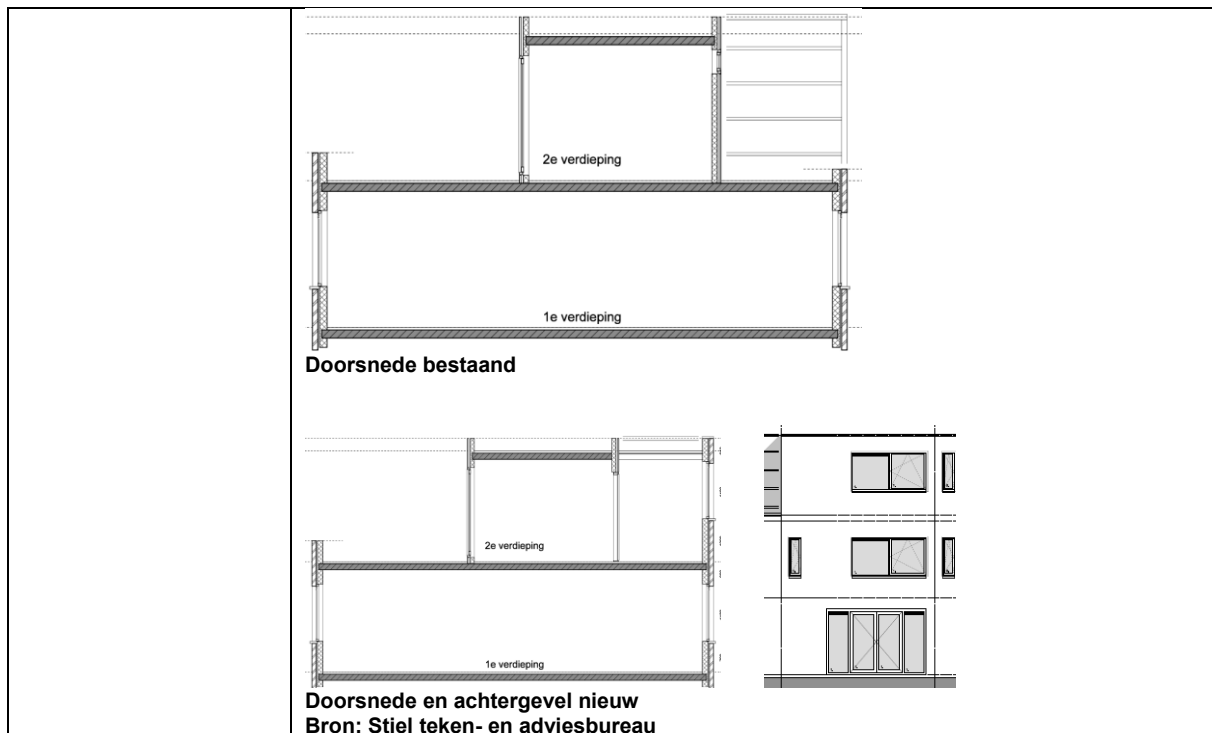 2e verdieping
1e verdieping
Doorsnede bestaand
2e verdieping
1e verdieping
Doorsnede en achtergevel nieuw
Bron: Stiel teken- en adviesbureau